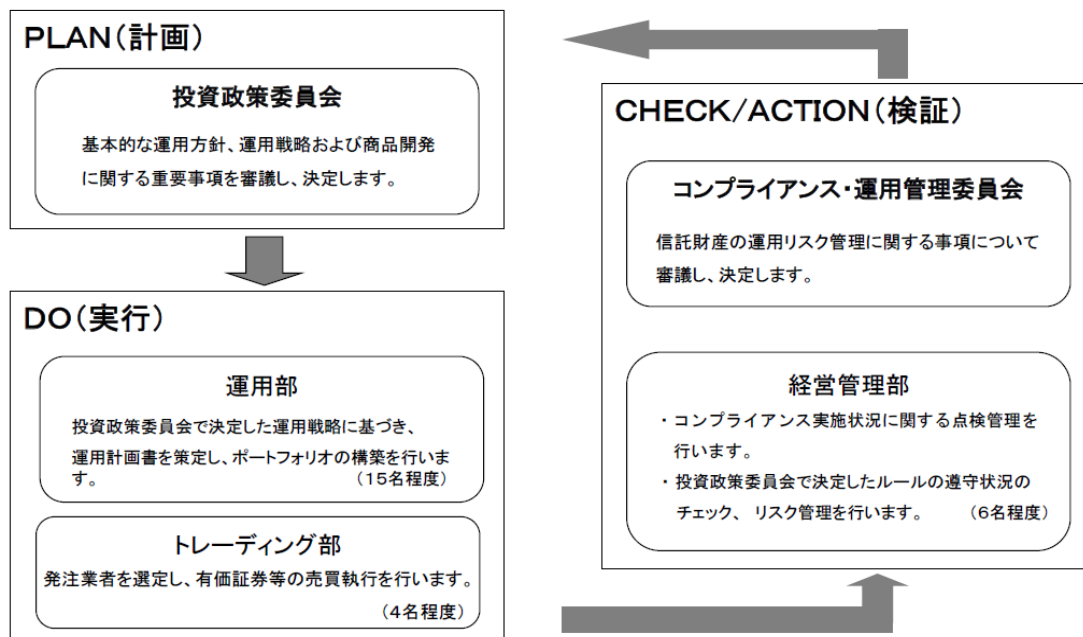 PLAN(計画)
投資政策委員会
基本的な運用方針、運用戦略および商品開発
に関する重要事項を審議し、決定します。
DO(実行)
運用部
投資政策委員会で決定した運用戦略に基づき、
運用計画書を策定し、ポートフォリオの構築を行いま
す。 (15名程度)
トレーディング部
発注業者を選定し、有価証券等の売買執行を行います。
(4名程度)
CHECK/ACTION(検証)
コンプライアンス・運用管理委員会
信託財産の運用リスク管理に関する事項について
審議し、決定します。
経営管理部
・コンプライアンス実施状況に関する点検管理を
行います。
・投資政策委員会で決定したルールの遵守状況の
チェック、リスク管理を行います。 (6名程度)